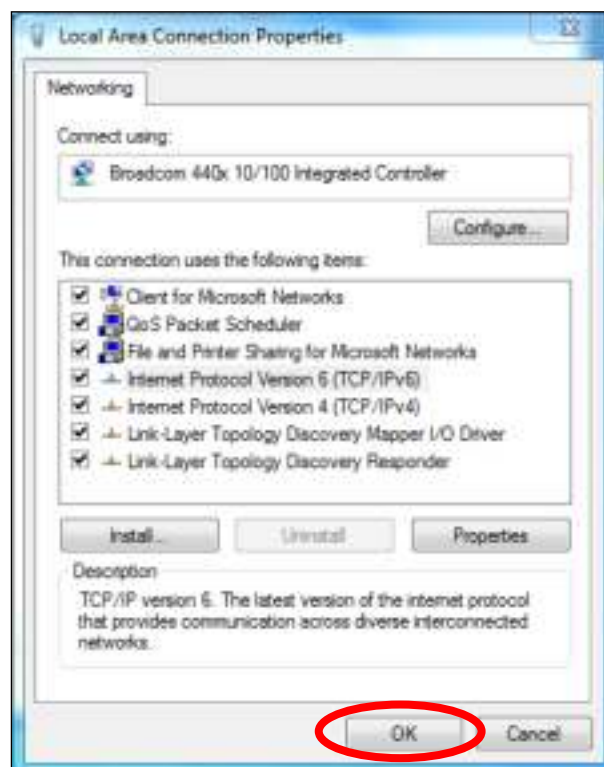 Local Area Connection Properties
Networking
Connect using:
Broadcom 440x 10/100 Integrated Controller
Configure...
This connection uses the following items:
Client for Microsoft Networks
QoS Packet Scheduler
File and Printer Sharing for Microsoft Networks
Internet Protocol Version 6 (TCP/IPv6)
Internet Protocol Version 4 (TCP/IPv4)
Link-Layer Topology Discovery Mapper I/O Driver
Link-Layer Topology Discovery Responder
Install... Uninstall Properties
Description
TCP/IP version 6. The latest version of the internet protocol
that provides communication across diverse interconnected
networks.
OK Cancel